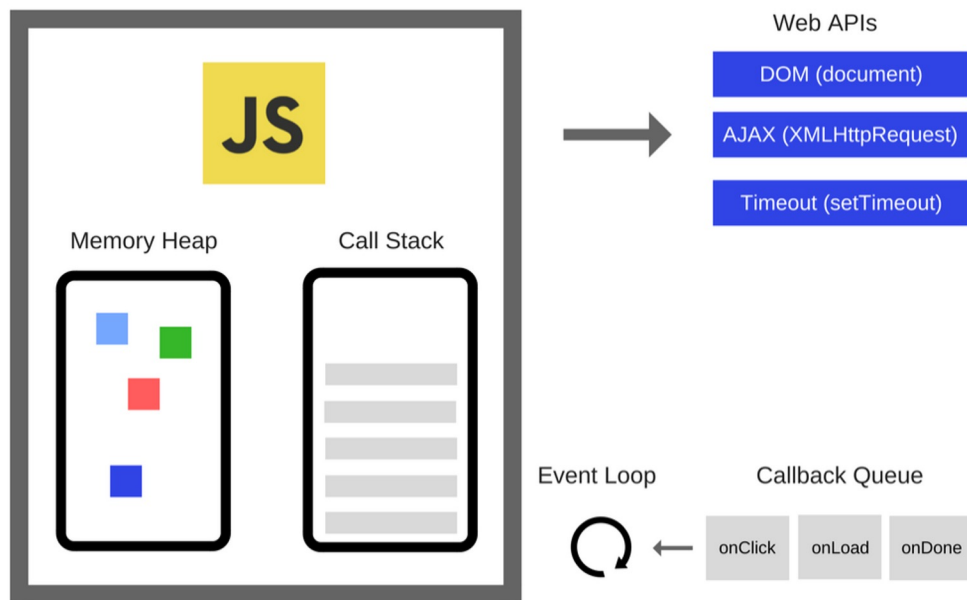 Web APIs
DOM (document)
JS
AJAX (XMLHttpRequest)
Timeout (setTimeout)
Memory Heap
Call Stack
Event Loop
Callback Queue
onClick
onLoad
onDone